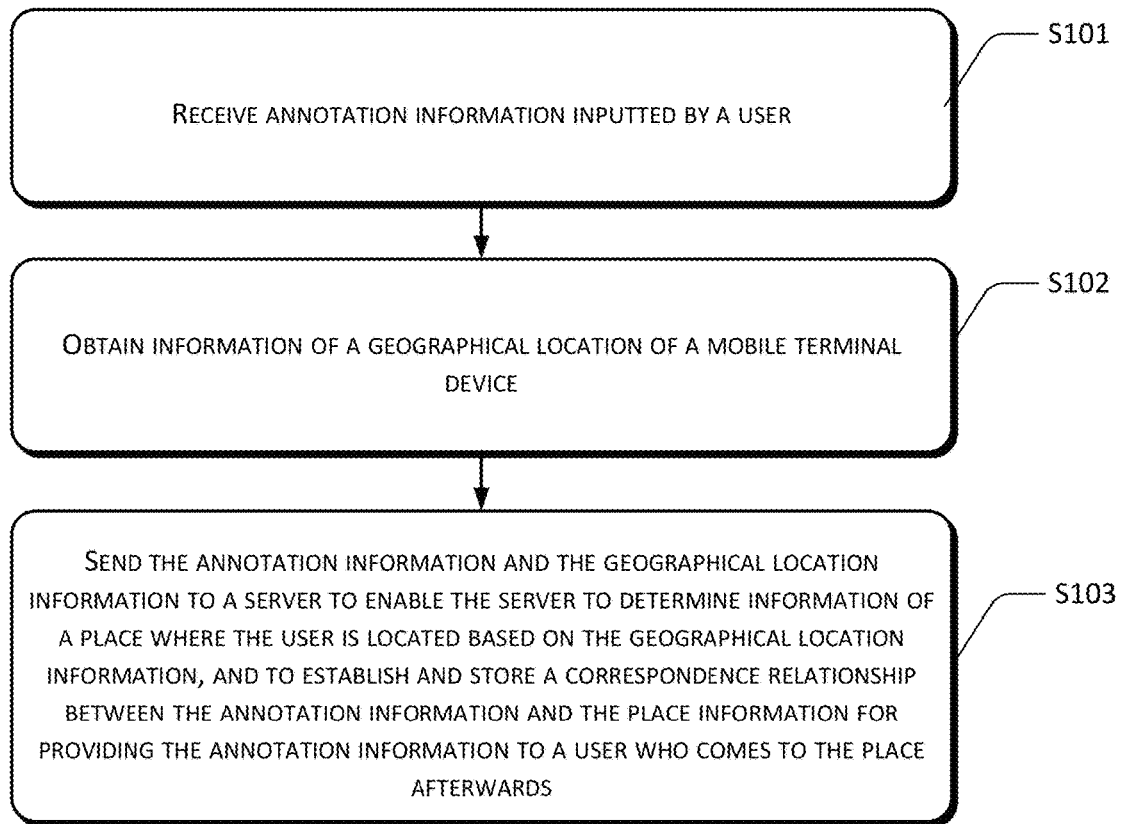 S101
RECEIVE ANNOTATION INFORMATION INPUTTED BY A USER
S102
OBTAIN INFORMATION OF A GEOGRAPHICAL LOCATION OF A MOBILE TERMINAL
DEVICE
S103
SEND THE ANNOTATION INFORMATION AND THE GEOGRAPHICAL LOCATION
INFORMATION TO A SERVER TO ENABLE THE SERVER TO DETERMINE INFORMATION OF
A PLACE WHERE THE USER IS LOCATED BASED ON THE GEOGRAPHICAL LOCATION
INFORMATION, AND TO ESTABLISH AND STORE A CORRESPONDENCE RELATIONSHIP
BETWEEN THE ANNOTATION INFORMATION AND THE PLACE INFORMATION FOR
PROVIDING THE ANNOTATION INFORMATION TO A USER WHO COMES TO THE PLACE
AFTERWARDS